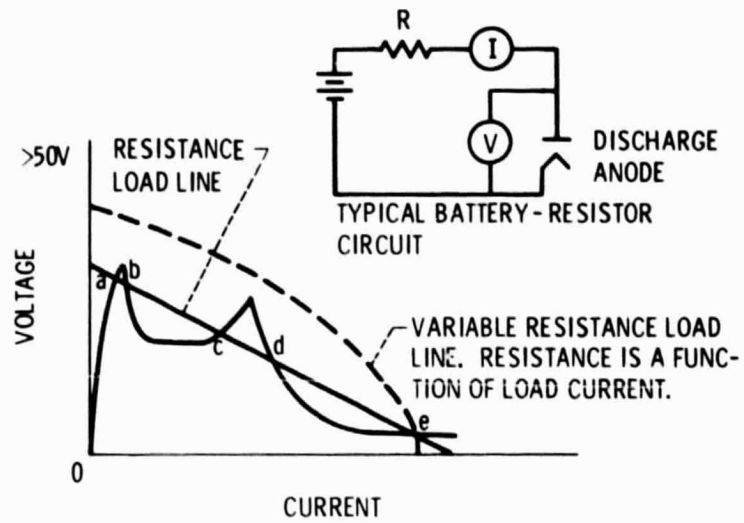 R
I
V
DISCHARGE
ANODE
TYPICAL BATTERY - RESISTOR
CIRCUIT
>50V
RESISTANCE
LOAD LINE
VOLTAGE
a
b
c
d
e
VARIABLE RESISTANCE LOAD
LINE. RESISTANCE IS A FUNC-
TION OF LOAD CURRENT.
0
CURRENT